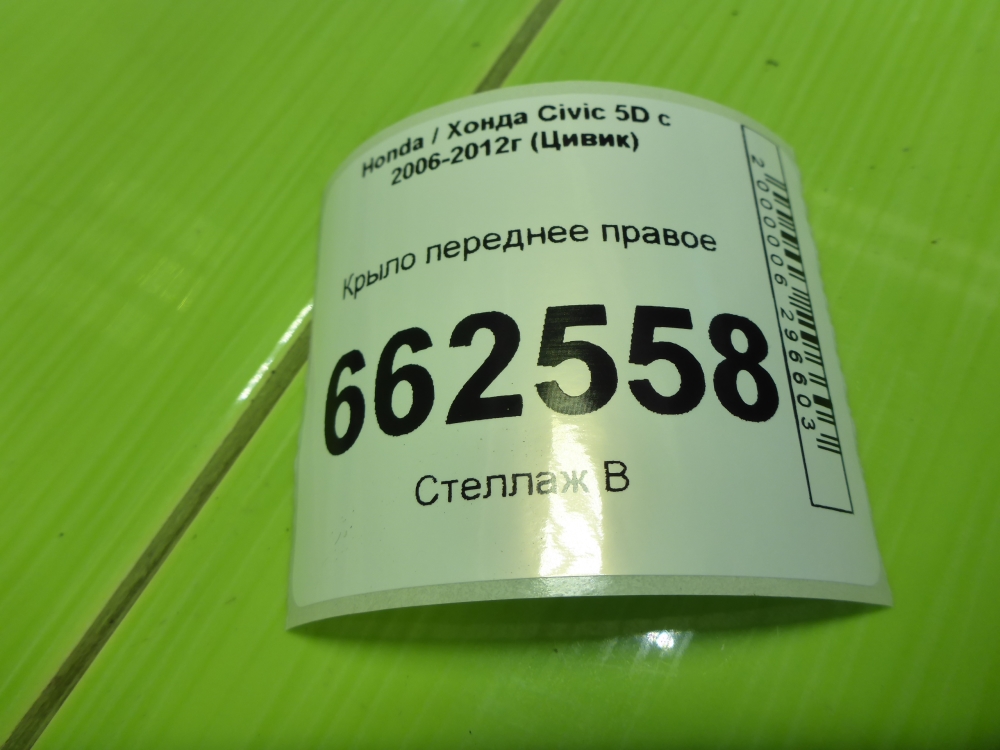 Honda / Хонда Civic 5D с
2006-2012г (Цивик)
Крыло переднее правое
662558
Стеллаж В
2000006296603